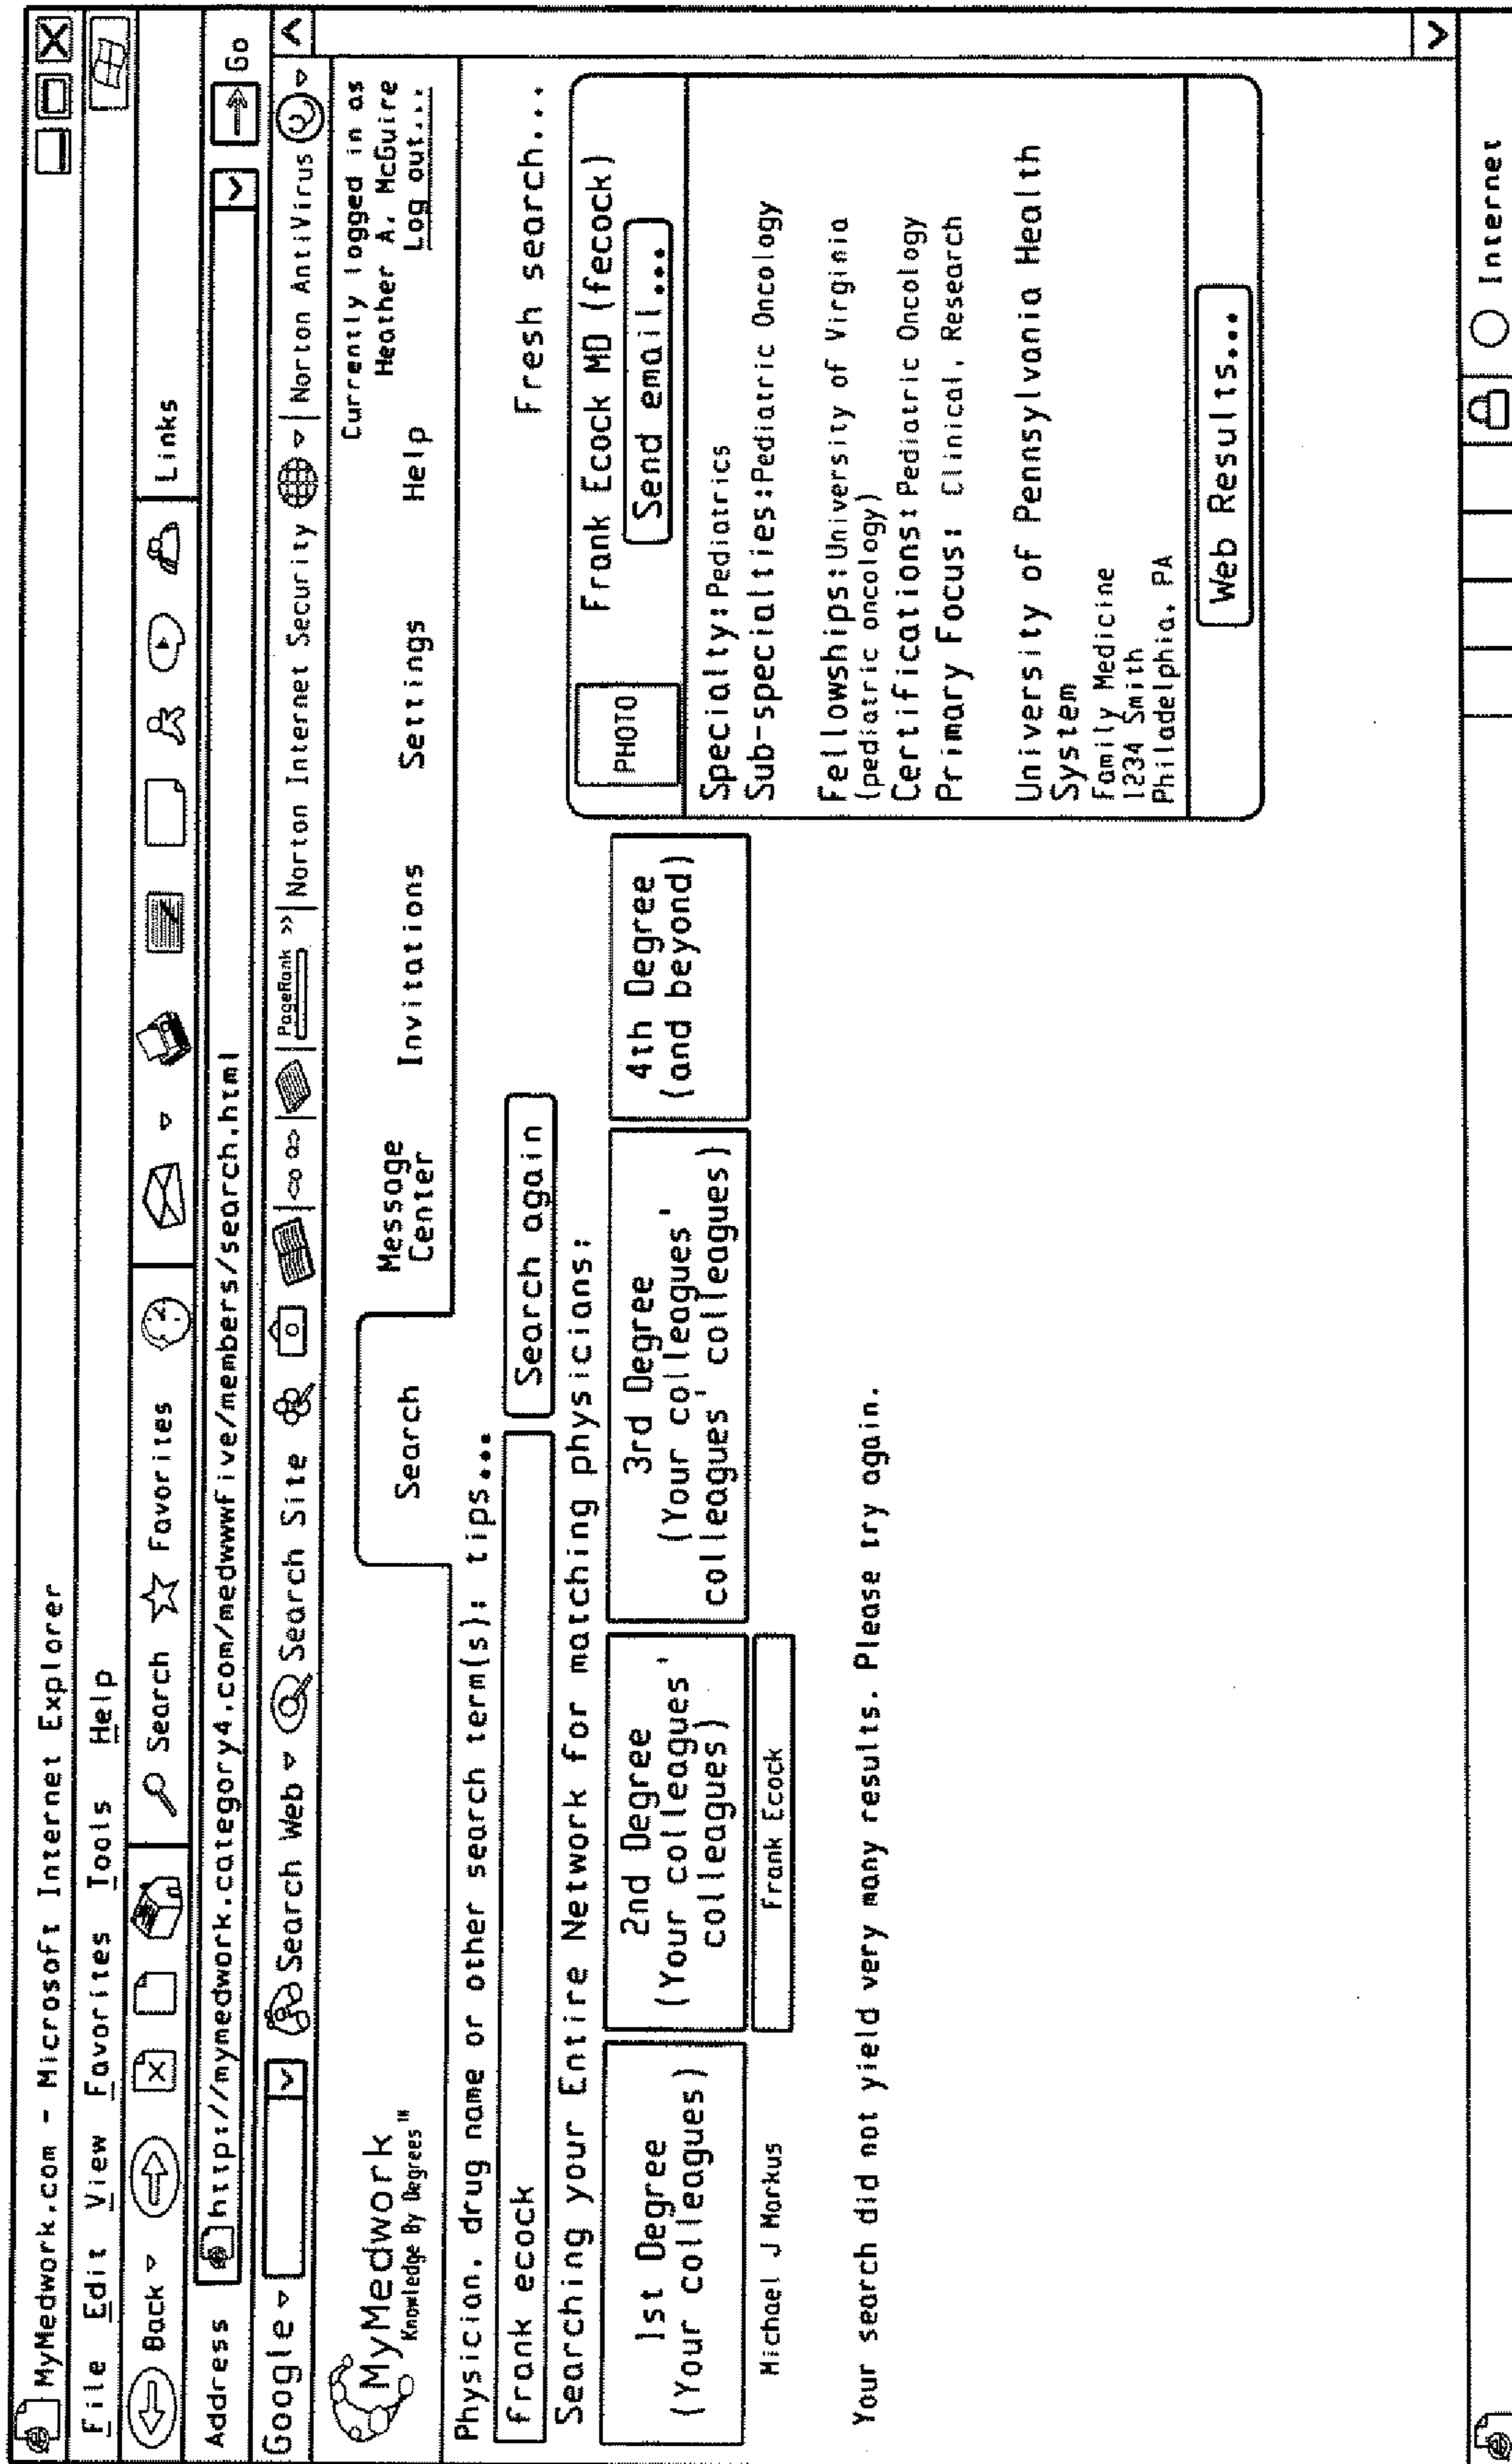 MyMedwork.com - Microsoft Internet Explorer
File Edit View Favorites Tools Help
Back Search Favorites Links
Address http://mymedwork.category4.com/medwwwfive/members/search.html Go
Google Search Web Search Site PageRank >> Norton Internet Security Norton AntiVirus
Currently logged in as
Heather A. McGuire
Log out...
MyMedwork
Knowledge By Degrees™
Search
Message
Center
Invitations
Settings
Help
Physician, drug name or other search term(s): tips...
Fresh search...
frank ecock
Search again
Searching your Entire Network for matching physicians:
1st Degree
(Your colleagues)
2nd Degree
(Your colleagues'
colleagues)
3rd Degree
(Your colleagues'
colleagues' colleagues)
4th Degree
(and beyond)
Michael J Markus
Frank Ecock
Your search did not yield very many results. Please try again.
PHOTO
Frank Ecock MD (fecock)
Send email...
Specialty:Pediatrics
Sub-specialties:Pediatric Oncology
Fellowships:University of Virginia
(pediatric oncology)
Certifications:Pediatric Oncology
Primary Focus: Clinical, Research
University of Pennsylvania Health
System
Family Medicine
1234 Smith
Philadelphia, PA
Web Results...
Internet